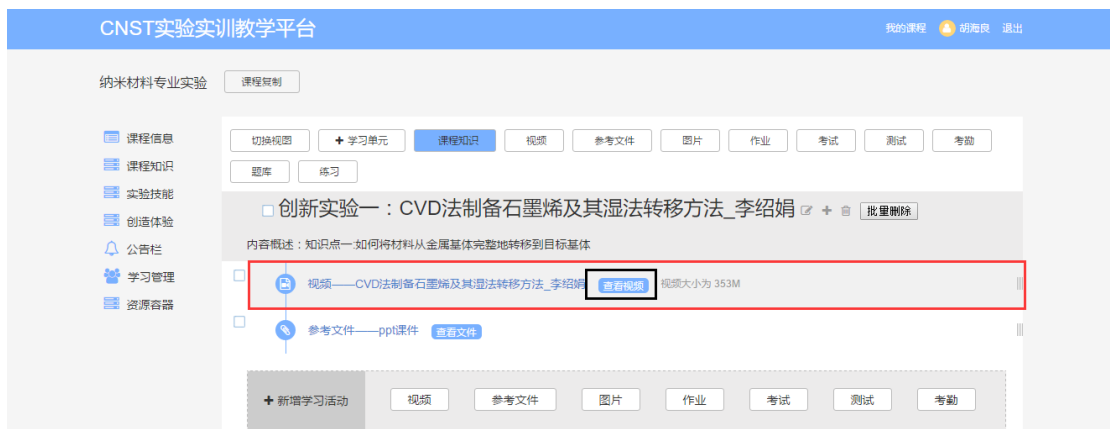 CNST实验实训教学平台
我的课程 胡海良 退出
纳米材料专业实验 课程复制
课程信息
课程知识
实验技能
创造体验
公告栏
学习管理
资源容器
切换视图 + 学习单元 课程知识 视频 参考文件 图片 作业 考试 测试 考勤
题库 练习
创新实验一：CVD法制备石墨烯及其湿法转移方法_李绍娟 批量删除
内容概述：知识点一:如何将材料从金属基体完整地转移到目标基体
视频——CVD法制备石墨烯及其湿法转移方法_李绍娟 查看视频 视频大小为 353M
参考文件——ppt课件 查看文件
+ 新增学习活动 视频 参考文件 图片 作业 考试 测试 考勤